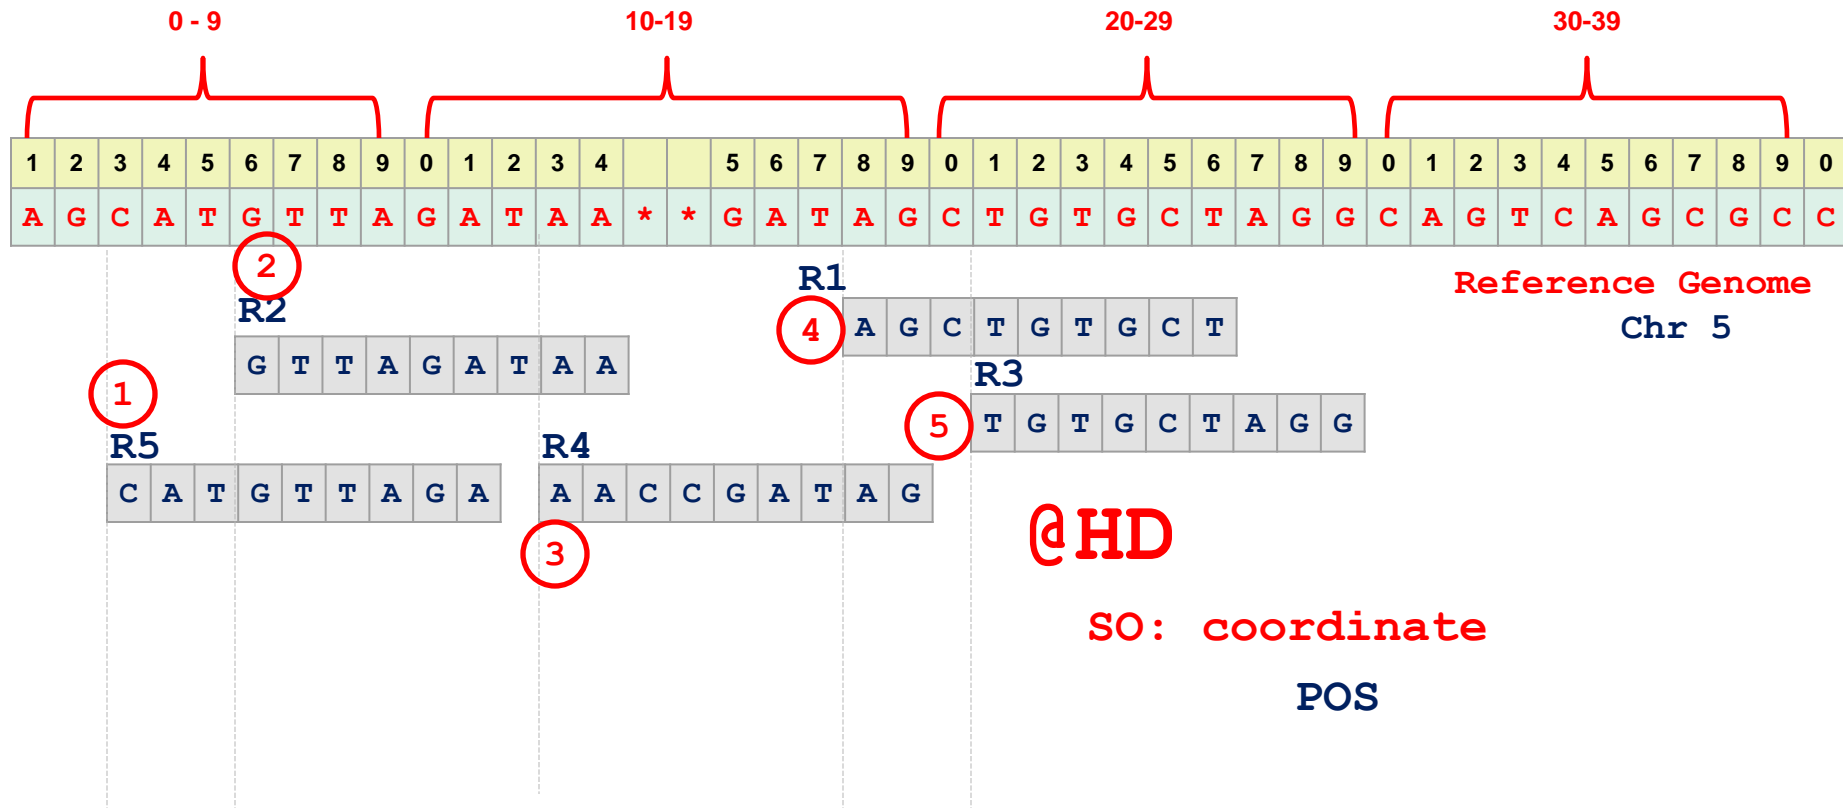 0 - 9 10-19 20-29 30-39
1 2 3 4 5 6 7 8 9 0 1 2 3 4 5 6 7 8 9 0 1 2 3 4 5 6 7 8 9 0 1 2 3 4 5 6 7 8 9 0
A G C A T G T T A G A T A A * * G A T A G C T G T G C T A G G C A G T C A G C G C C
2
R1
Reference Genome
R2
4
A G C T G T G C T
Chr 5
G T T A G A T A A
R3
1
5
T G T G C T A G G
R5
R4
C A T G T T A G A
A A C C G A T A G
3
@HD
SO: coordinate
POS